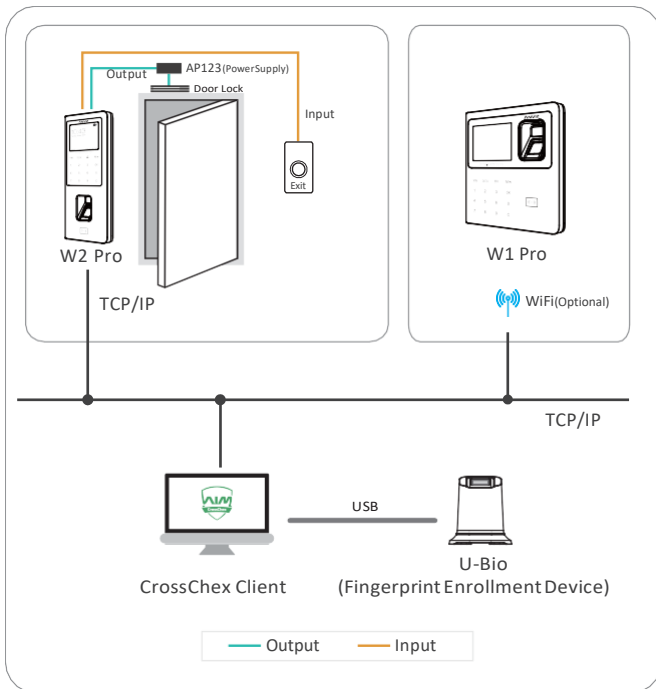 AP123(PowerSupply)
Output
Door Lock
Input
Exit
W2 Pro
W1 Pro
TCP/IP
WiFi(Optional)
TCP/IP
AIM
USB
U-Bio
CrossChex Client
(Fingerprint Enrollment Device)
Output
Input